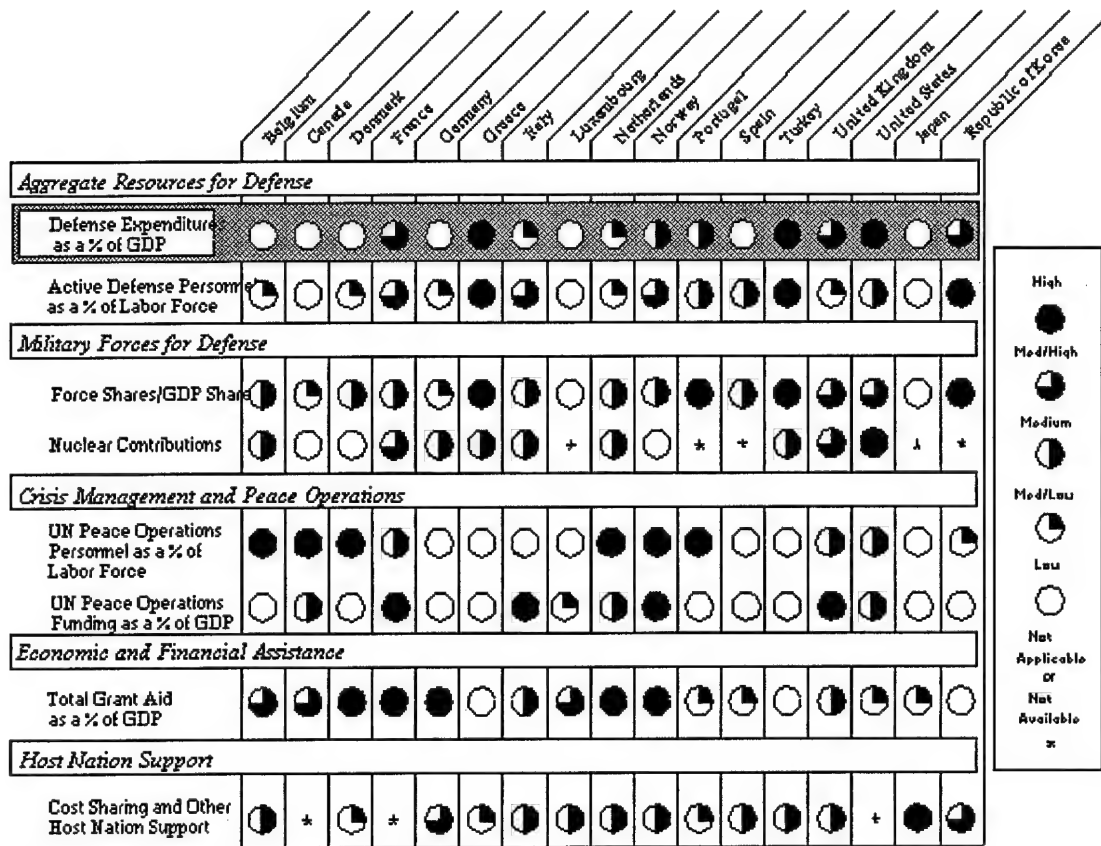 Belgium
Canada
Denmark
France
Germany
Greece
Italy
Luxembourg
Netherlands
Norway
Portugal
Spain
Turkey
United Kingdom
United States
Japan
Republic of Korea
Aggregate Resources for Defense
Defense Expenditure
as a % of GDP
Active Defense Personnel
as a % of Labor Force
Military Forces for Defense
Force Shares/GDP Share
Nuclear Contributions
* * * * *
Crisis Management and Peace Operations
UN Peace Operations
Personnel as a % of
Labor Force
UN Peace Operations
Funding as a % of GDP
Economic and Financial Assistance
Total Grant Aid
as a % of GDP
Host Nation Support
Cost Sharing and Other
Host Nation Support
* * *
High
Med/High
Medium
Med/Low
Low
Not
Applicable
or
Not
Available
*